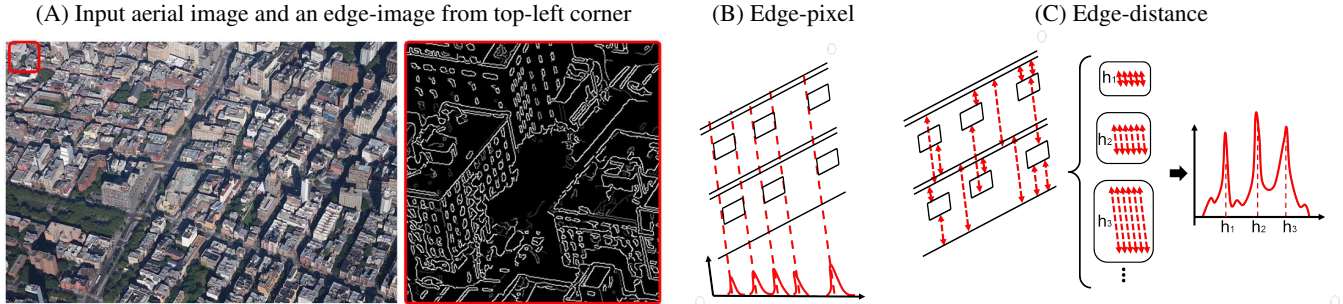 (A) Input aerial image and an edge-image from top-left corner
(B) Edge-pixel
(C) Edge-distance
h1
h2
h3
h1 h2 h3